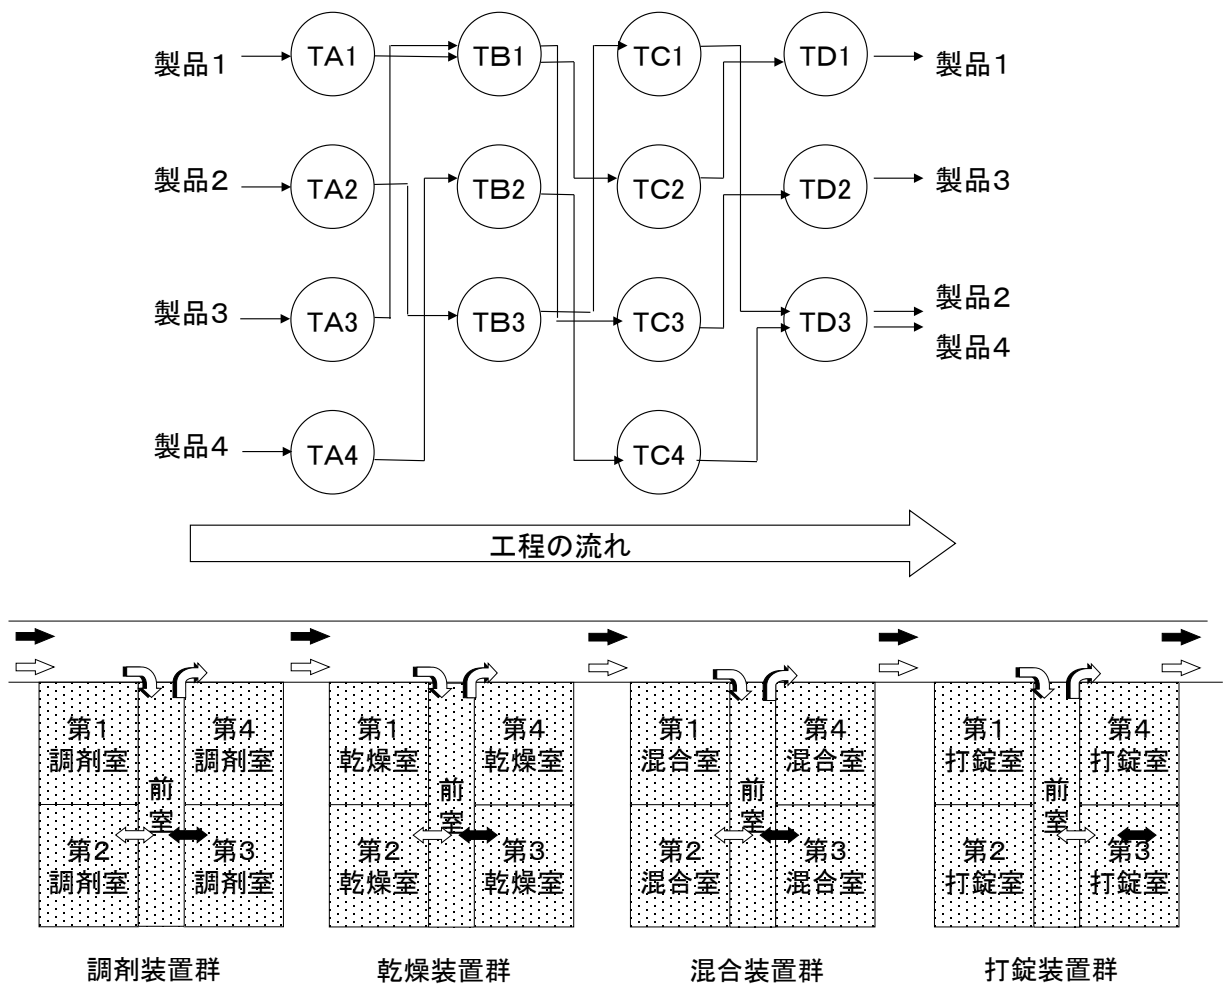 製品1 TA1 TB1 TC1 TD1 製品1
製品2 TA2 TB2 TC2 TD2 製品3
製品3 TA3 TB3 TC3 TD3 製品2
製品4
製品4 TA4 TC4
工程の流れ
第1
調剤室
第4
調剤室
前
室
第2
調剤室
第3
調剤室
第1
乾燥室
第4
乾燥室
前
室
第2
乾燥室
第3
乾燥室
第1
混合室
第4
混合室
前
室
第2
混合室
第3
混合室
第1
打錠室
第4
打錠室
前
室
第2
打錠室
第3
打錠室
調剤装置群 乾燥装置群 混合装置群 打錠装置群